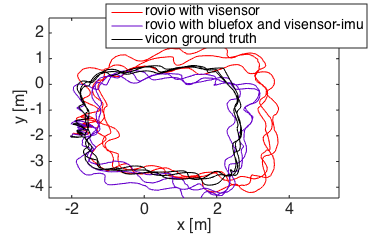 rovio with visensor
rovio with bluefox and visensor-imu
vicon ground truth
2
1
0
-1
-2
-3
-4
y [m]
-2
0
2
4
x [m]